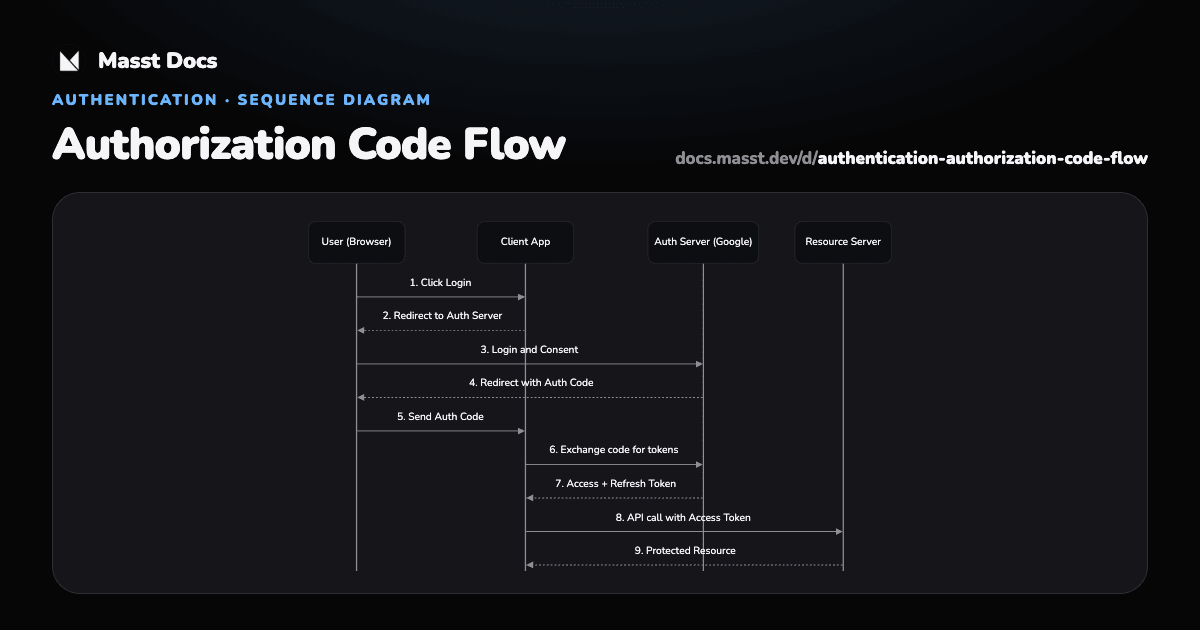 Masst Docs
AUTHENTICATION · SEQUENCE DIAGRAM
Authorization Code Flow
docs.masst.dev/d/authentication-authorization-code-flow
User (Browser)
Client App
Auth Server (Google)
Resource Server
1. Click Login
2. Redirect to Auth Server
3. Login and Consent
4. Redirect with Auth Code
5. Send Auth Code
6. Exchange code for tokens
7. Access + Refresh Token
8. API call with Access Token
9. Protected Resource